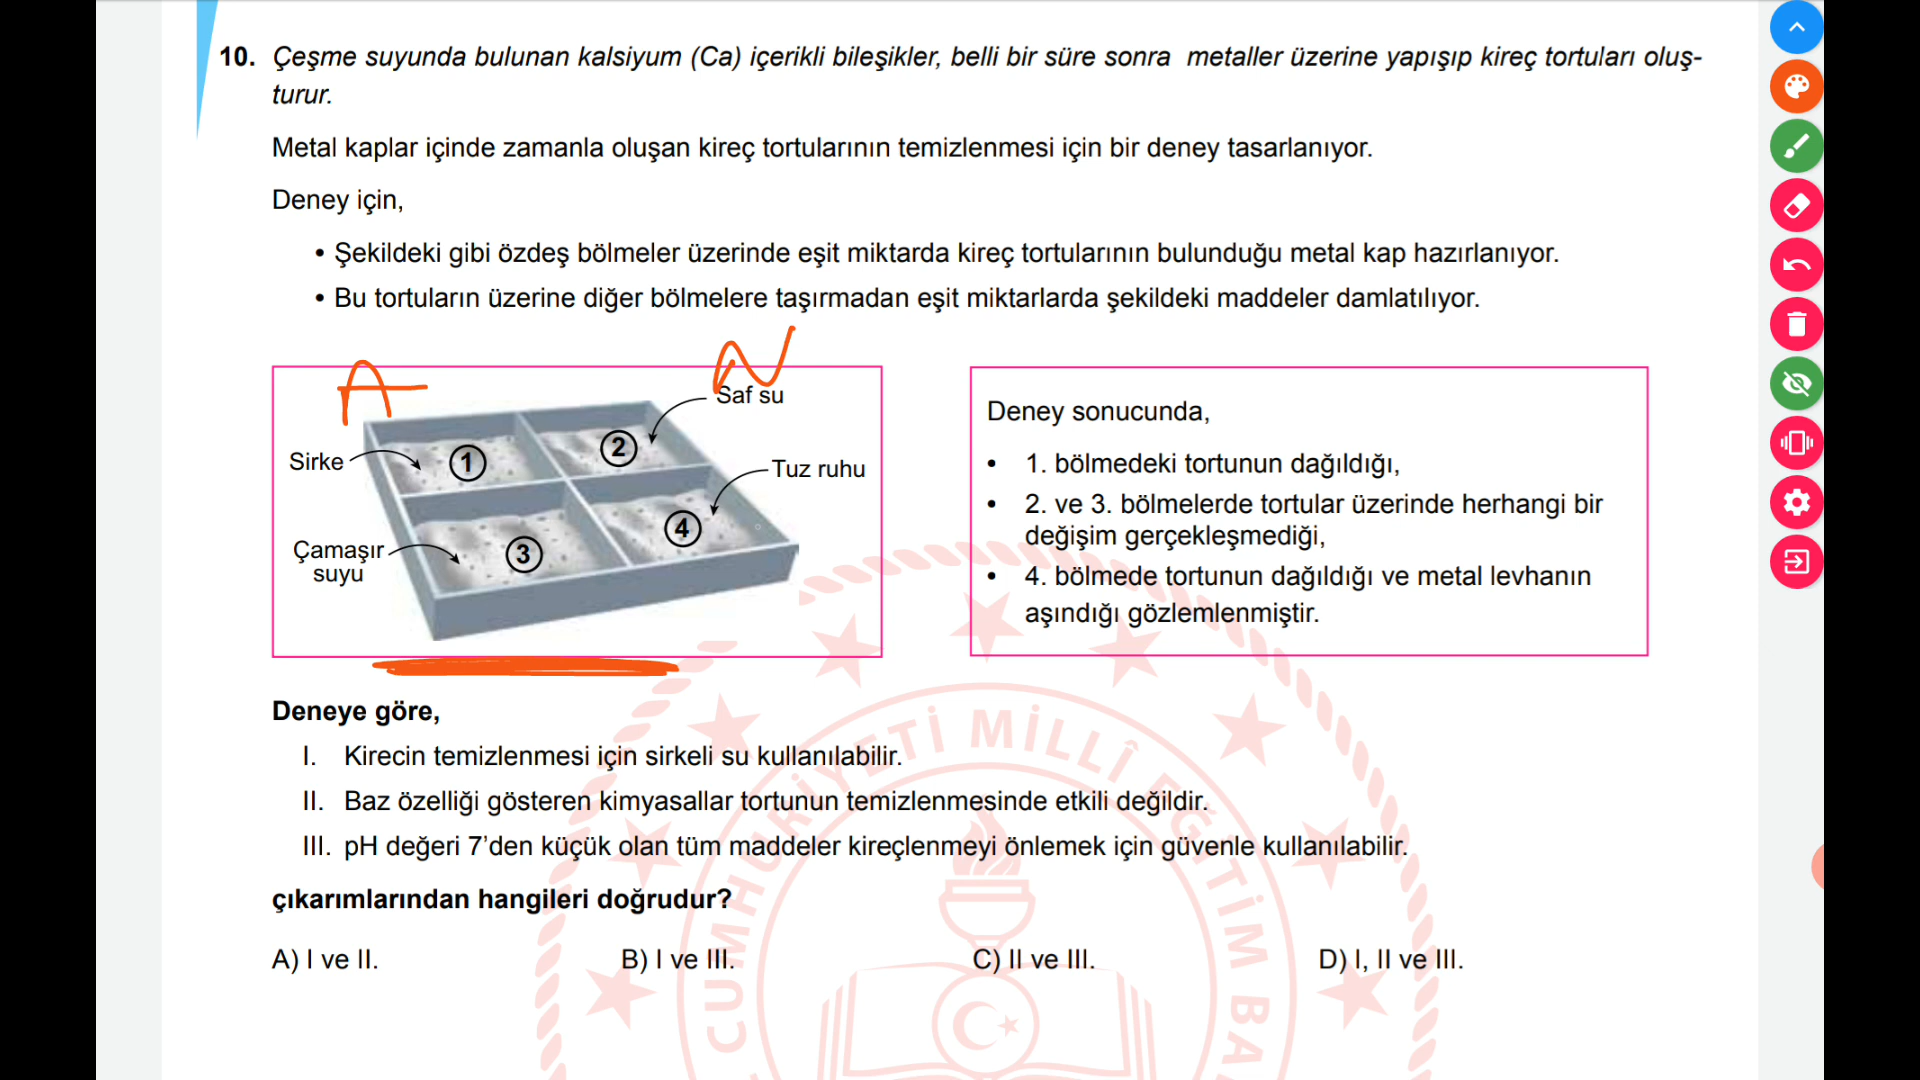 10. Çeşme suyunda bulunan kalsiyum (Ca) içerikli bileşikler, belli bir süre sonra metaller üzerine yapışıp kireç tortuları oluş-
turur.
Metal kaplar içinde zamanla oluşan kireç tortularının temizlenmesi için bir deney tasarlanıyor.
Deney için,
• Şekildeki gibi özdeş bölmeler üzerinde eşit miktarda kireç tortularının bulunduğu metal kap hazırlanıyor.
• Bu tortuların üzerine diğer bölmelere taşırmadan eşit miktarlarda şekildeki maddeler damlatılıyor.
A
N
Saf su
Sirke
1
2
Tuz ruhu
Çamaşır
suyu
3
4
Deney sonucunda,
• 1. bölmedeki tortunun dağıldığı,
• 2. ve 3. bölmelerde tortular üzerinde herhangi bir
değişim gerçekleşmediği,
• 4. bölmede tortunun dağıldığı ve metal levhanın
aşındığı gözlemlenmiştir.
Deneye göre,
I. Kirecin temizlenmesi için sirkeli su kullanılabilir.
II. Baz özelliği gösteren kimyasallar tortunun temizlenmesinde etkili değildir.
III. pH değeri 7’den küçük olan tüm maddeler kireçlenmeyi önlemek için güvenle kullanılabilir.
çıkarımlarından hangileri doğrudur?
A) I ve II.
B) I ve III.
C) II ve III.
D) I, II ve III.
CUMHURİYETİ MİLLÎ EĞİTİM BA